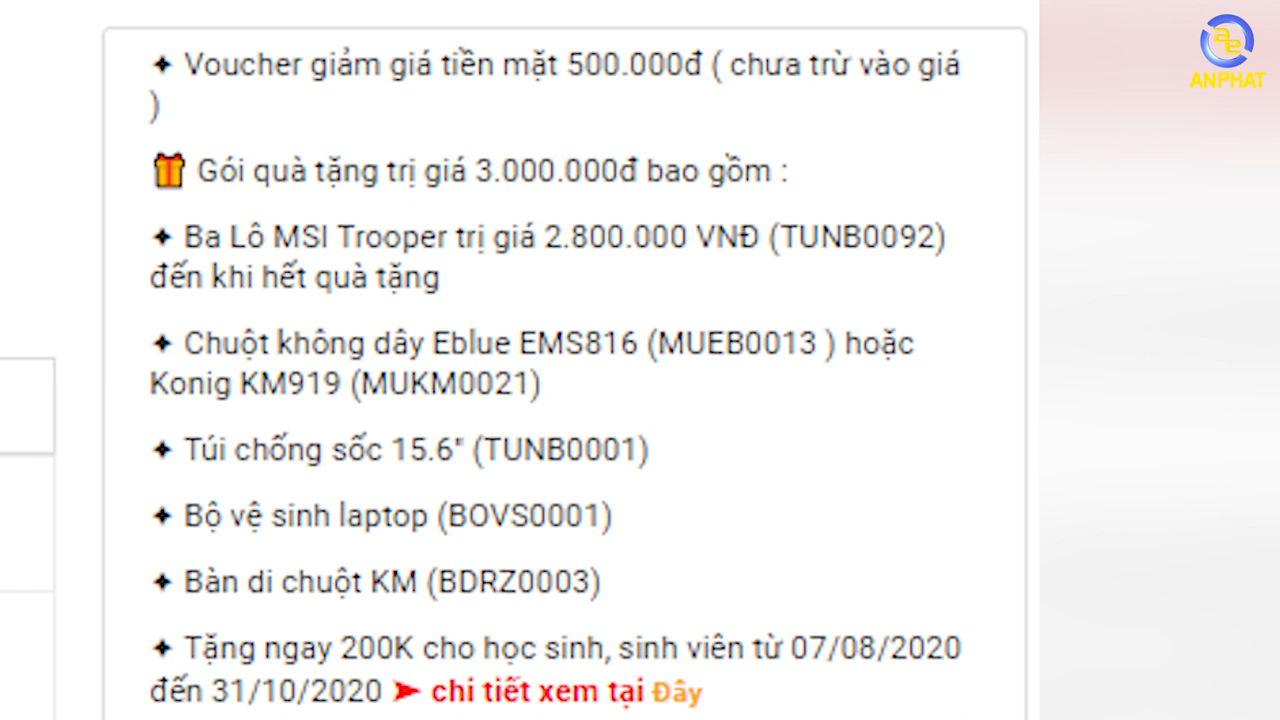 ✦ Voucher giảm giá tiền mặt 500.000đ ( chưa trừ vào giá
)
🎁 Gói quà tặng trị giá 3.000.000đ bao gồm :
✦ Ba Lô MSI Trooper trị giá 2.800.000 VNĐ (TUNB0092)
đến khi hết quà tặng
✦ Chuột không dây Eblue EMS816 (MUEB0013 ) hoặc
Konig KM919 (MUKM0021)
✦ Túi chống sốc 15.6" (TUNB0001)
✦ Bộ vệ sinh laptop (BOVS0001)
✦ Bàn di chuột KM (BDRZ0003)
✦ Tặng ngay 200K cho học sinh, sinh viên từ 07/08/2020
đến 31/10/2020 ➤ chi tiết xem tại Đây
ae
ANPHAT